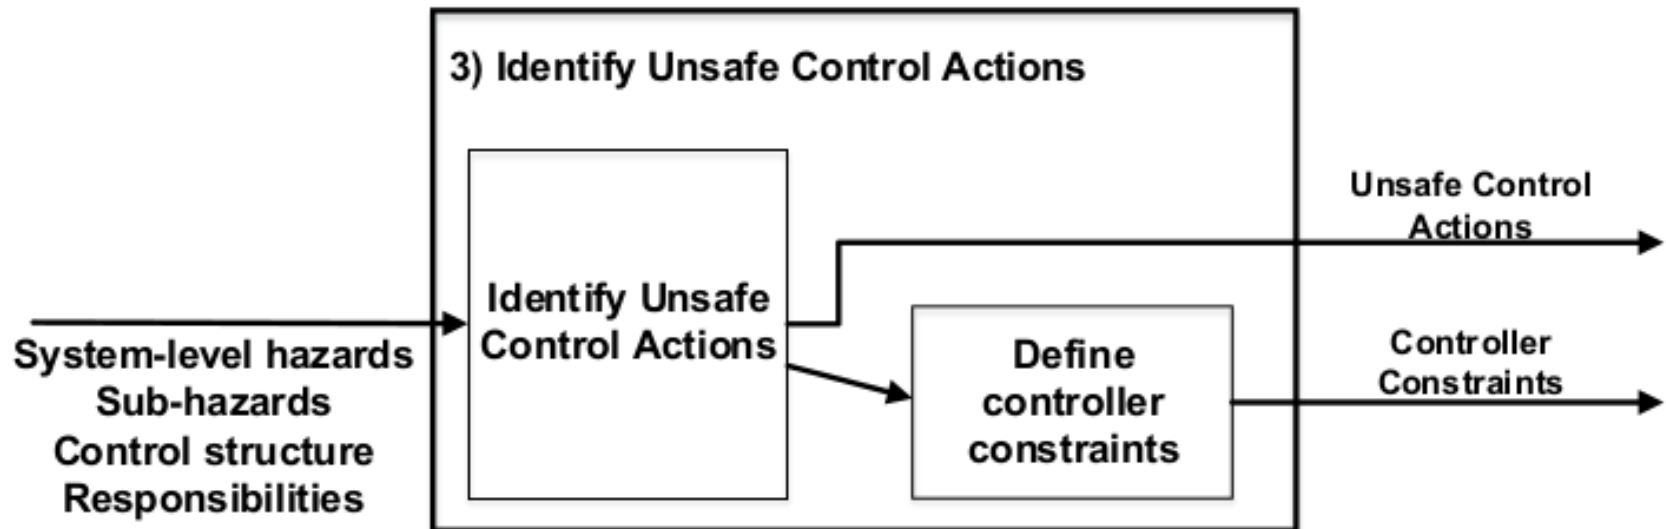 3) Identify Unsafe Control Actions
Unsafe Control
Actions
Identify Unsafe
Control Actions
System-level hazards
Sub-hazards
Control structure
Responsibilities
Define
controller
constraints
Controller
Constraints